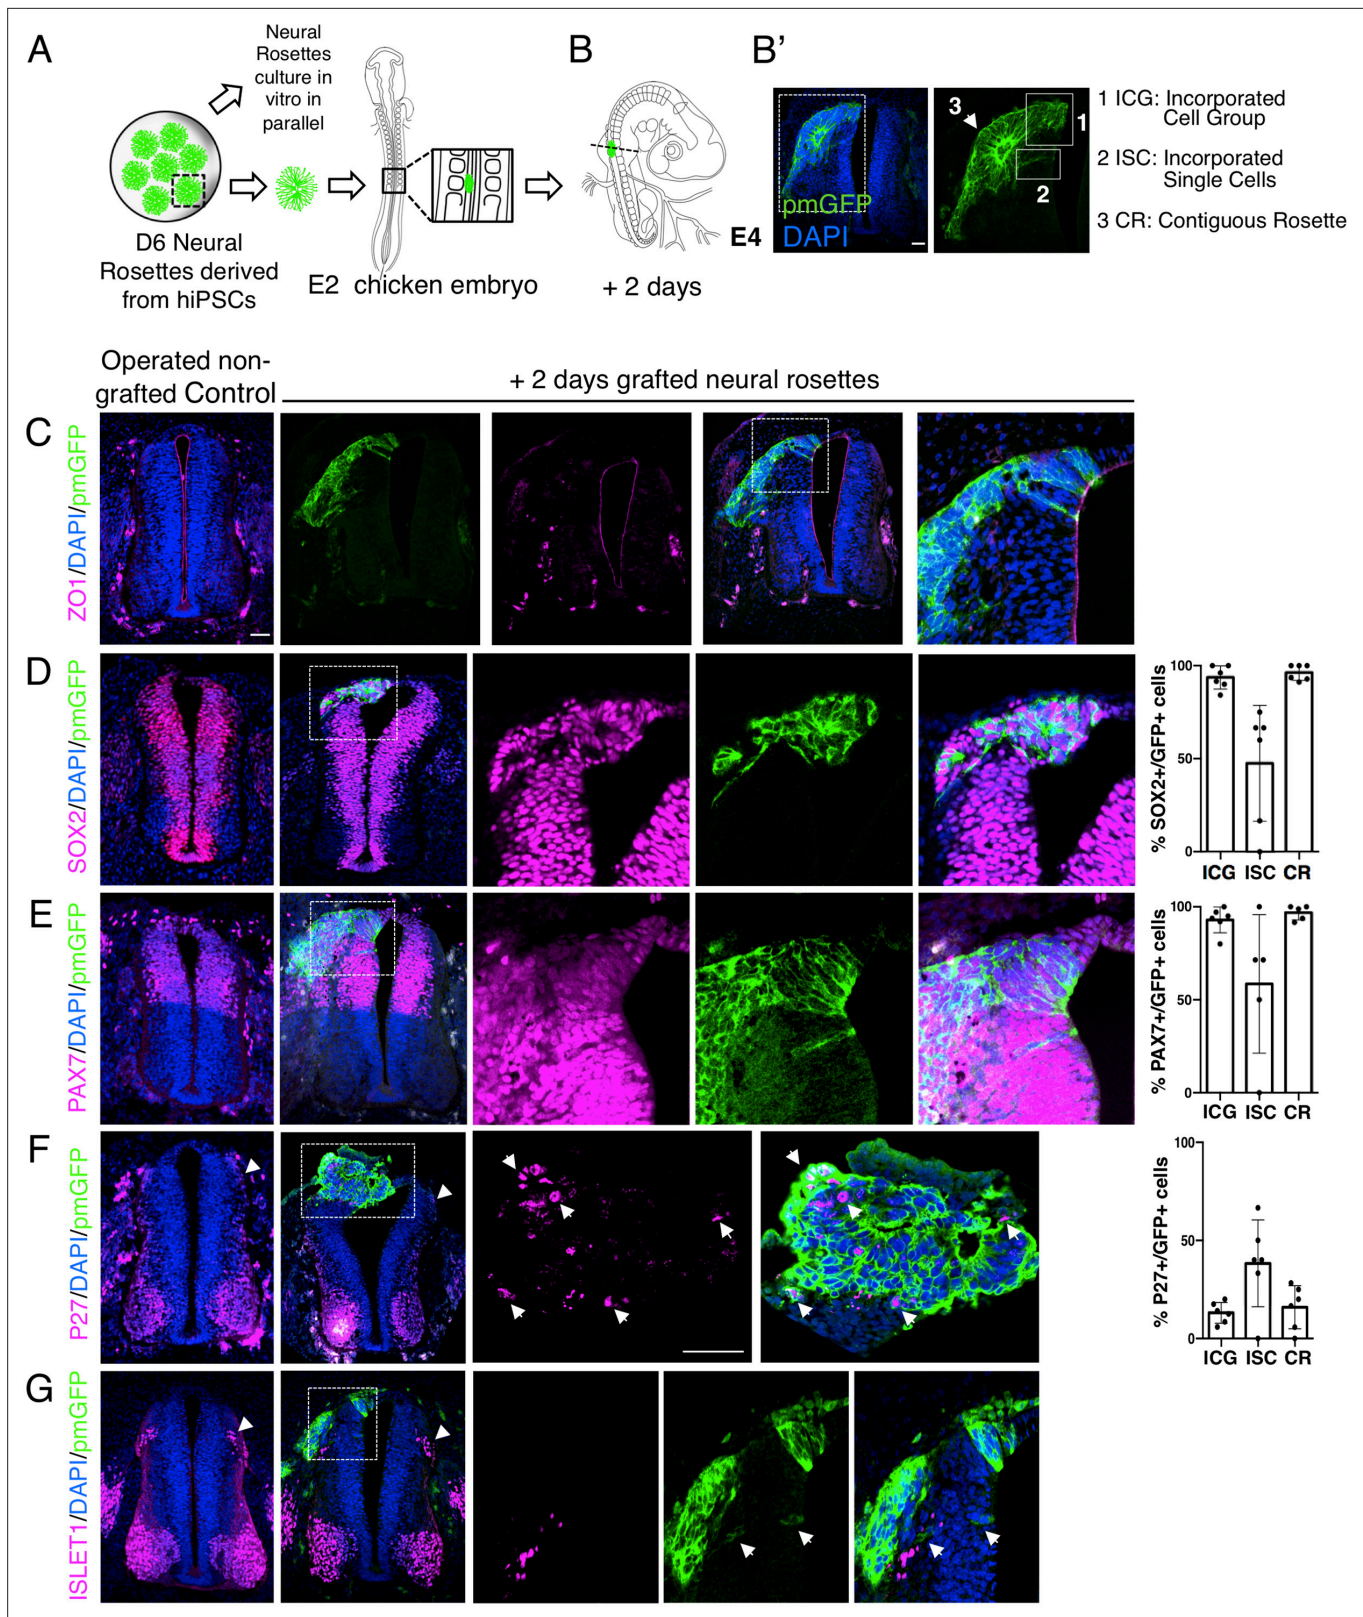 A
Neural
Rosettes
culture in
vitro in
parallel
D6 Neural
Rosettes derived
from hiPSCs
E2 chicken embryo
B
E4
+ 2 days
B'
pmGFP
DAPI
3
1
2
1 ICG: Incorporated
Cell Group
2 ISC: Incorporated
Single Cells
3 CR: Contiguous Rosette
Operated non-
grafted Control
+ 2 days grafted neural rosettes
C
ZO1/DAPI/pmGFP
D
SOX2/DAPI/pmGFP
% SOX2+/GFP+ cells
100
50
0
ICG ISC CR
E
PAX7/DAPI/pmGFP
% PAX7+/GFP+ cells
100
50
0
ICG ISC CR
F
P27/DAPI/pmGFP
% P27+/GFP+ cells
100
50
0
ICG ISC CR
G
ISLET1/DAPI/pmGFP